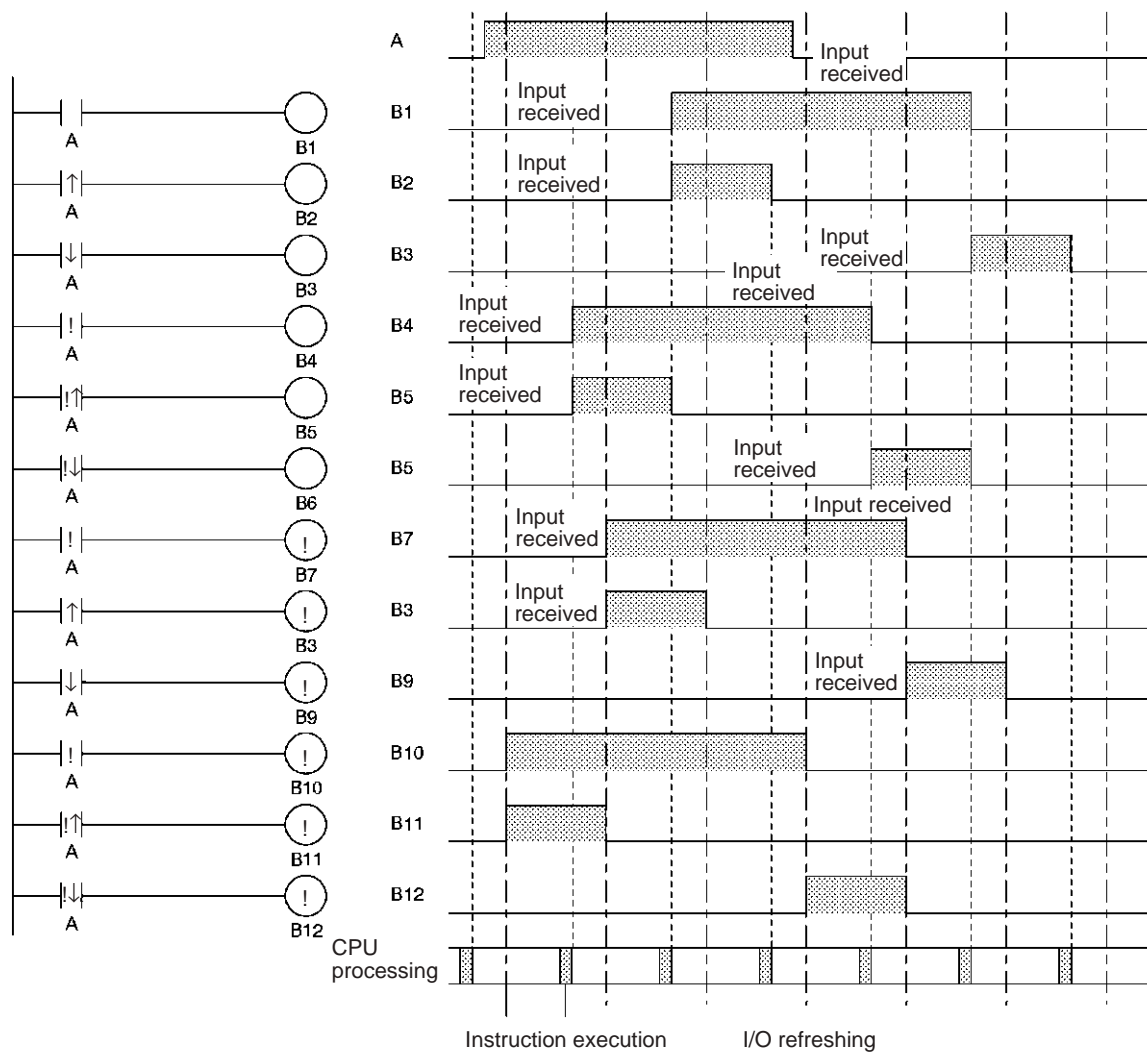 A
B1
↑
A
B2
↓
A
B3
!
A
B4
!↑
A
B5
!↓
A
B6
!
!
A
B7
↑
!
A
B3
↓
!
A
B9
!
!
A
B10
!↑
!
A
B11
!↓
!
A
B12
A
Input
received
B1
Input
received
B2
Input
received
B3
Input
received
Input
received
B4
Input
received
B5
Input
received
B5
Input
received
Input received
B7
Input
received
B3
Input
received
B9
Input
received
B10
B11
B12
CPU
processing
Instruction execution
I/O refreshing